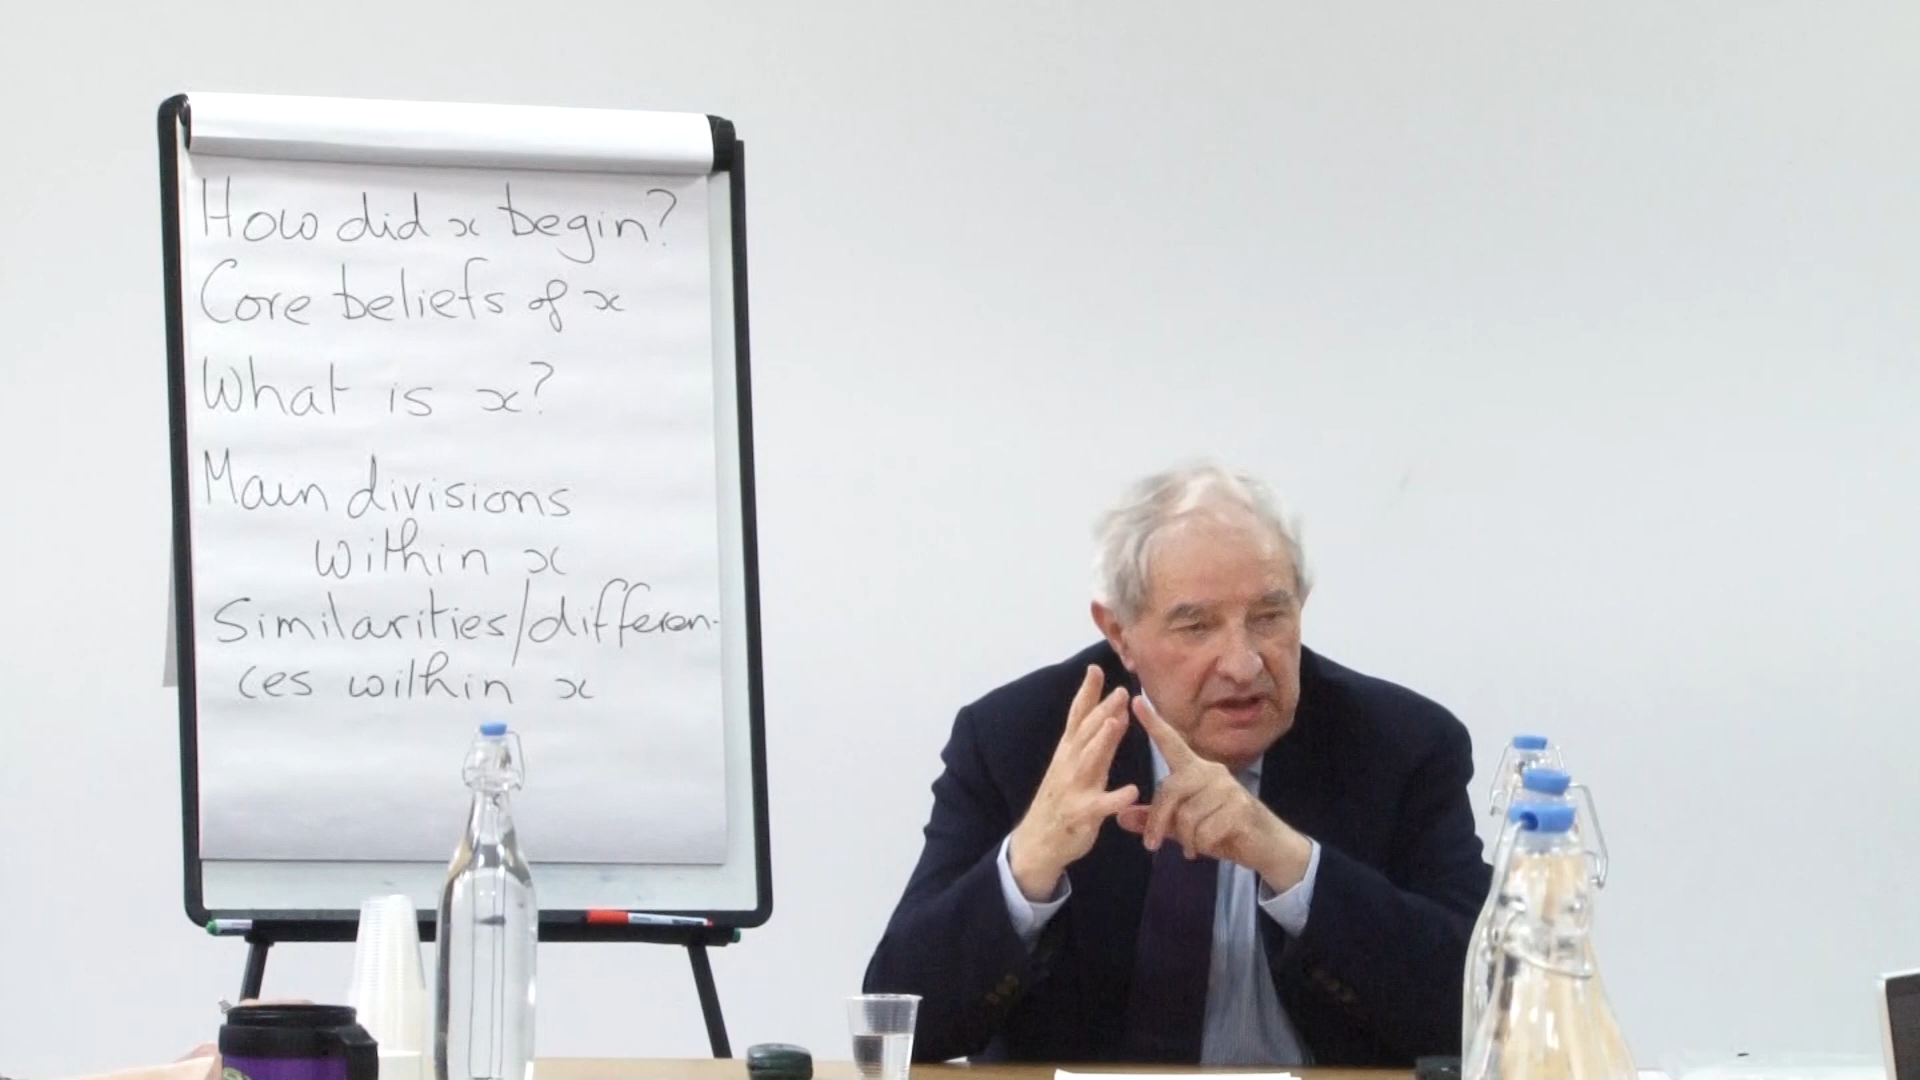 How did x begin?
Core beliefs of x
What is x?
Main divisions
within x
Similarities/differen-
ces within x